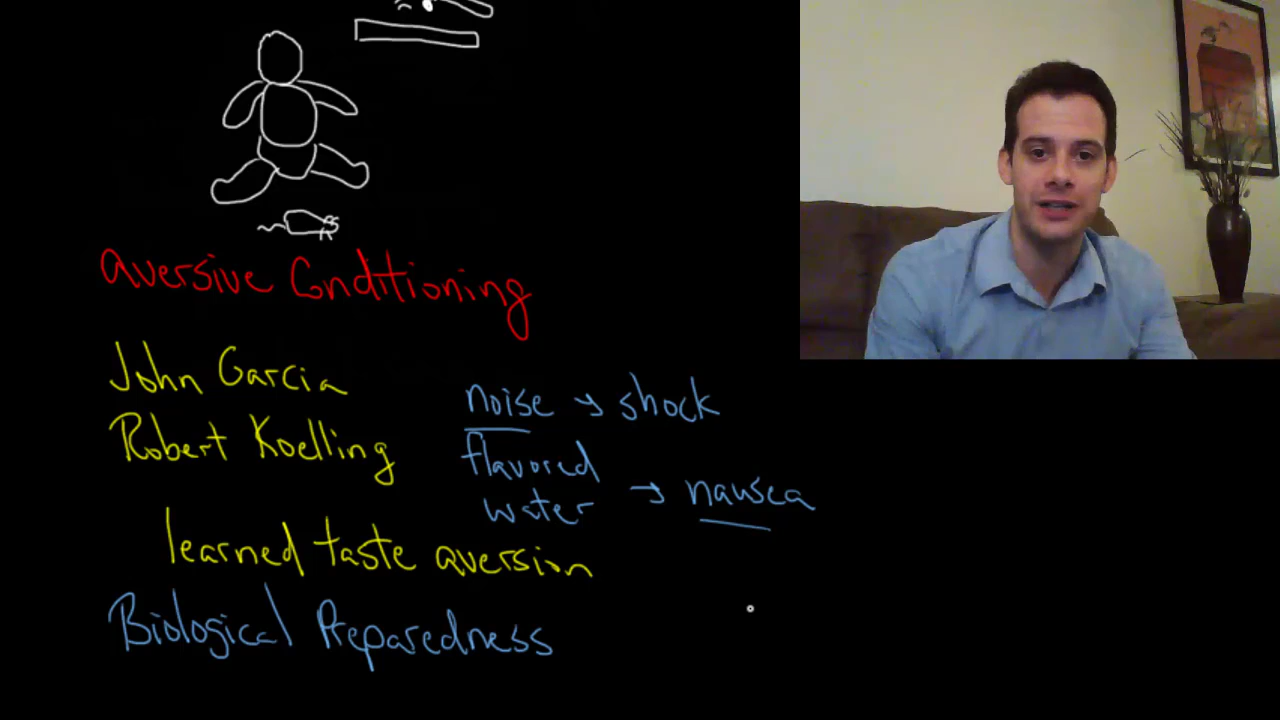 Aversive Conditioning
John Garcia
Robert Koelling
noise → shock
flavored
water → nausea
learned taste aversion
Biological Preparedness